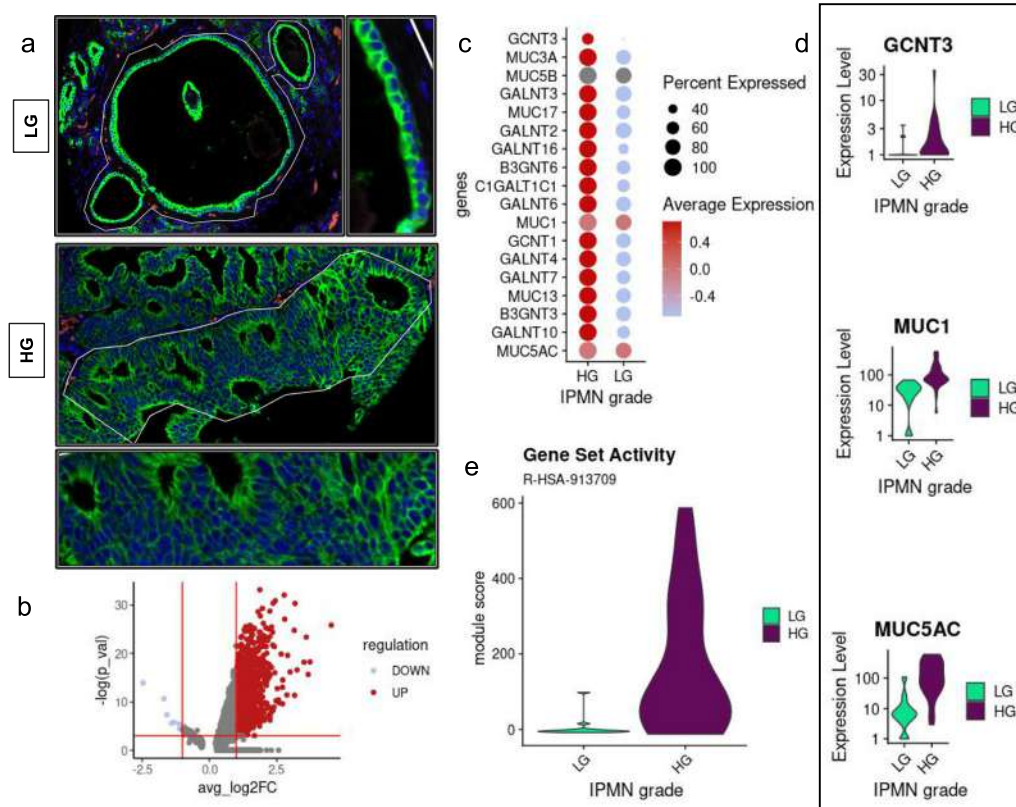 a
LG
HG
b
-log(p_val)
30
20
10
0
-2.5
0.0
2.5
avg_log2FC
regulation
DOWN
UP
c
genes
GCNT3
MUC3A
MUC5B
GALNT3
MUC17
GALNT2
GALNT16
B3GNT6
C1GALT1C1
GALNT6
MUC1
GCNT1
GALNT4
GALNT7
MUC13
B3GNT3
GALNT10
MUC5AC
HG LG
IPMN grade
Percent Expressed
40
60
80
100
Average Expression
0.4
0.0
-0.4
d
GCNT3
Expression Level
30
10
3
1
LG HG
IPMN grade
LG
HG
MUC1
Expression Level
100
10
1
LG HG
IPMN grade
LG
HG
MUC5AC
Expression Level
100
10
1
LG HG
IPMN grade
LG
HG
e
Gene Set Activity
R-HSA-913709
module score
600
400
200
0
LG HG
IPMN grade
LG
HG